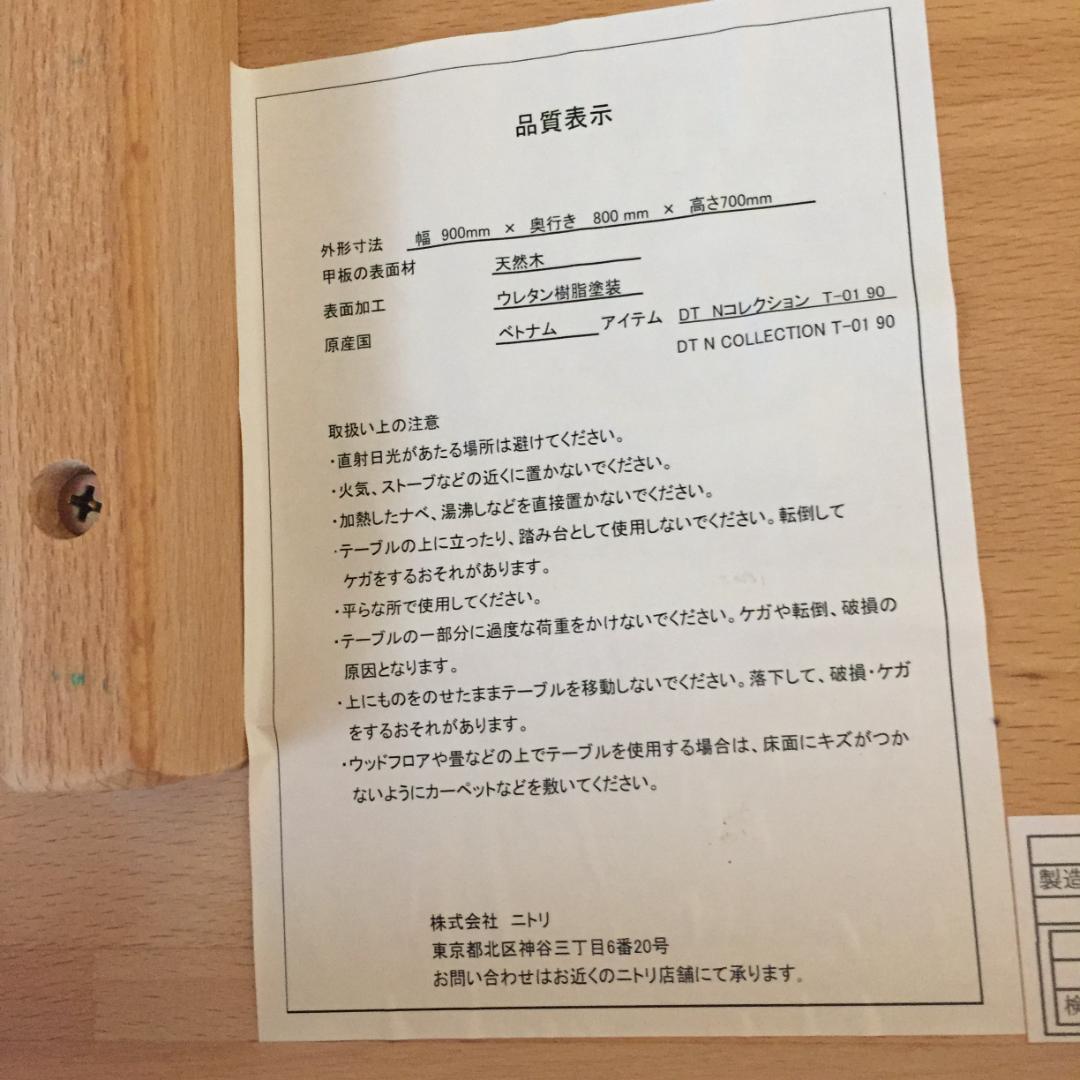 品質表示
外形寸法 幅 900mm × 奥行き 800 mm × 高さ700mm
甲板の表面材 天然木
表面加工 ウレタン樹脂塗装
原産国 ベトナム アイテム DT Nコレクション T-01 90
DT N COLLECTION T-01 90
取扱い上の注意
・直射日光があたる場所は避けてください。
・火気、ストーブなどの近くに置かないでください。
・加熱したナベ、湯沸しなどを直接置かないでください。
・テーブルの上に立ったり、踏み台として使用しないでください。転倒して
ケガをするおそれがあります。
・平らな所で使用してください。
・テーブルの一部分に過度な荷重をかけないでください。ケガや転倒、破損の
原因となります。
・上にものをのせたままテーブルを移動しないでください。落下して、破損・ケガ
をするおそれがあります。
・ウッドフロアや畳などの上でテーブルを使用する場合は、床面にキズがつか
ないようにカーペットなどを敷いてください。
株式会社 ニトリ
東京都北区神谷三丁目6番20号
お問い合わせはお近くのニトリ店舗にて承ります。
製造
検